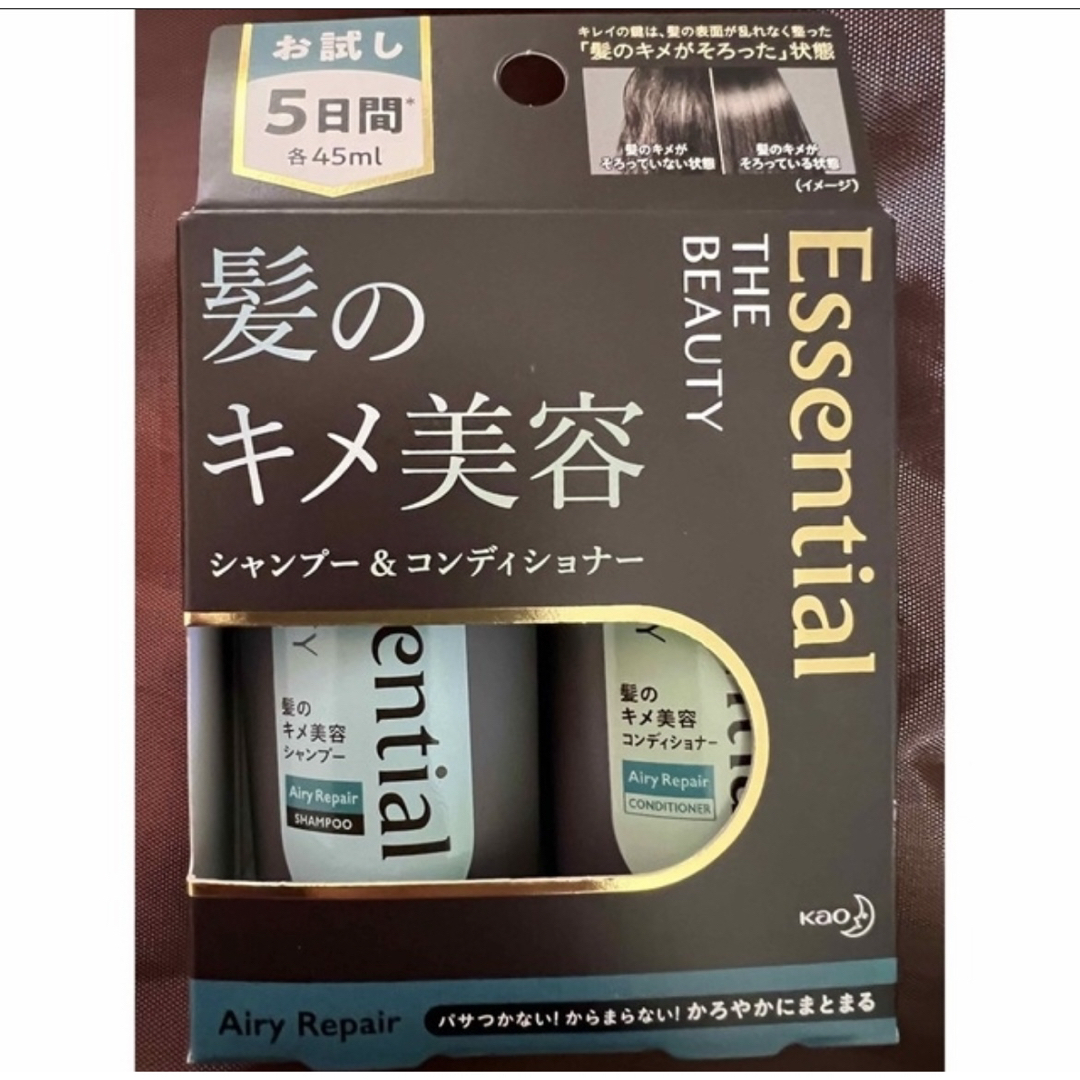 お試し
5日間*
各45ml
キレイの鍵は、髪の表面が乱れなく整った
「髪のキメがそろった」状態
髪のキメが
そろっていない状態
髪のキメが
そろっている状態
(イメージ)
Essential
THE
BEAUTY
髪の
キメ美容
シャンプー&コンディショナー
ential
Y
髪の
キメ美容
シャンプー
Airy Repair
SHAMPOO
Y
髪の
キメ美容
コンディショナー
Airy Repair
CONDITIONER
Kao
Airy Repair
パサつかない!からまらない!かろやかにまとまる